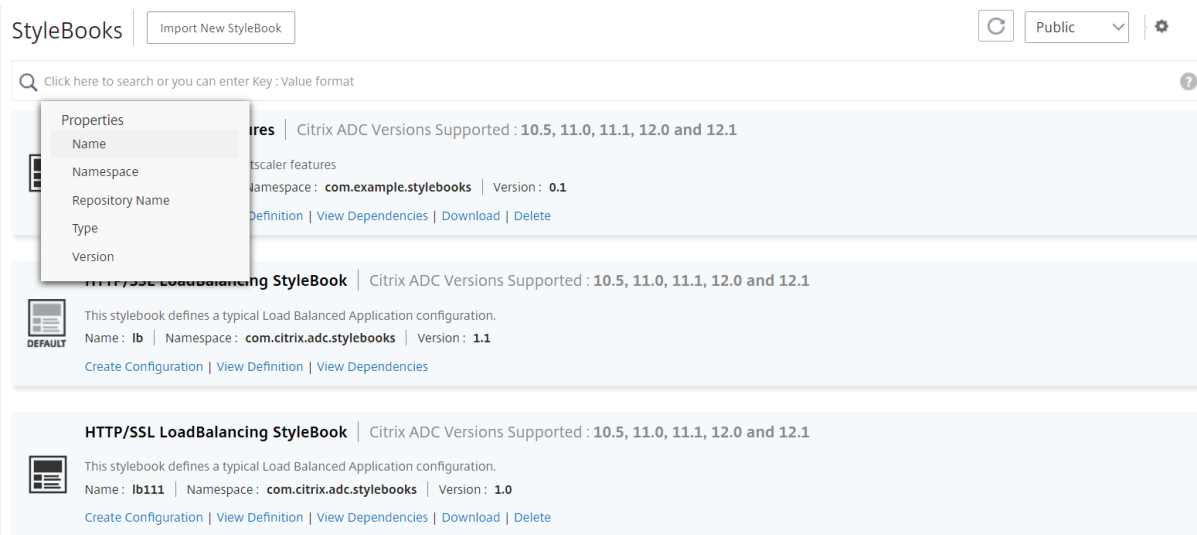 StyleBooks Import New StyleBook Public
Click here to search or you can enter Key : Value format ?
Properties
Name
Namespace
Repository Name
Type
Version
res Citrix ADC Versions Supported : 10.5, 11.0, 11.1, 12.0 and 12.1
tscaler features
Namespace : com.example.stylebooks Version : 0.1
Definition | View Dependencies | Download | Delete
HTTP/SSL LoadBalancing StyleBook Citrix ADC Versions Supported : 10.5, 11.0, 11.1, 12.0 and 12.1
This stylebook defines a typical Load Balanced Application configuration.
DEFAULT
Name : lb Namespace : com.citrix.adc.stylebooks Version : 1.1
Create Configuration | View Definition | View Dependencies
HTTP/SSL LoadBalancing StyleBook Citrix ADC Versions Supported : 10.5, 11.0, 11.1, 12.0 and 12.1
This stylebook defines a typical Load Balanced Application configuration.
Name : lb111 Namespace : com.citrix.adc.stylebooks Version : 1.0
Create Configuration | View Definition | View Dependencies | Download | Delete